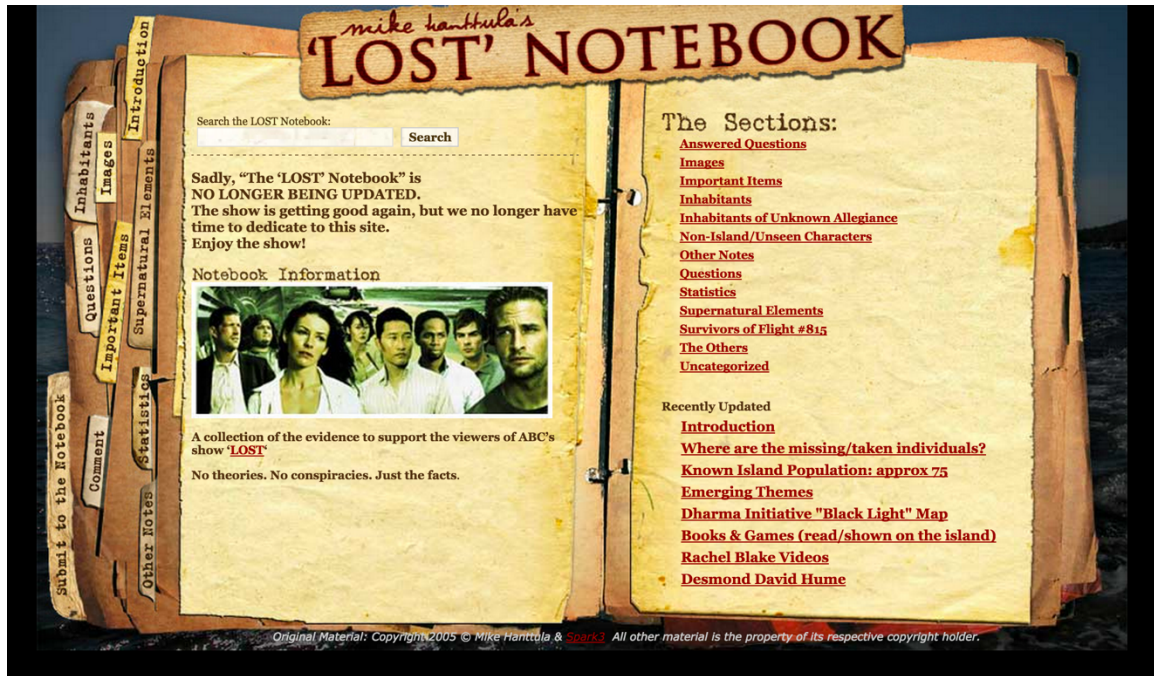 mike hanttula's
'LOST' NOTEBOOK
Introduction
Inhabitants
Images
Supernatural Elements
Questions
Important Items
Statistics
Submit to the Notebook
Comment
Other Notes
Search the LOST Notebook:
Search
Sadly, “The ‘LOST’ Notebook” is
NO LONGER BEING UPDATED.
The show is getting good again, but we no longer have
time to dedicate to this site.
Enjoy the show!
Notebook Information
A collection of the evidence to support the viewers of ABC’s
show ‘LOST‘
No theories. No conspiracies. Just the facts.
The Sections:
Answered Questions
Images
Important Items
Inhabitants
Inhabitants of Unknown Allegiance
Non-Island/Unseen Characters
Other Notes
Questions
Statistics
Supernatural Elements
Survivors of Flight #815
The Others
Uncategorized
Recently Updated
Introduction
Where are the missing/taken individuals?
Known Island Population: approx 75
Emerging Themes
Dharma Initiative "Black Light" Map
Books & Games (read/shown on the island)
Rachel Blake Videos
Desmond David Hume
Original Material: Copyright 2005 © Mike Hanttula & Spark3 All other material is the property of its respective copyright holder.